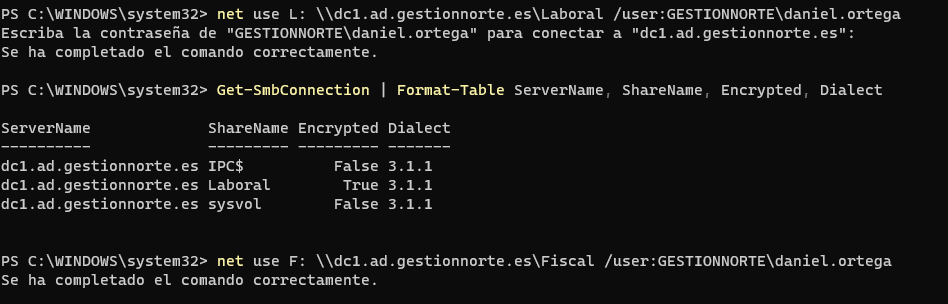 PS C:\WINDOWS\system32> net use L: \\dc1.ad.gestionnorte.es\Laboral /user:GESTIONNORTE\daniel.ortega
Escriba la contraseña de "GESTIONNORTE\daniel.ortega" para conectar a "dc1.ad.gestionnorte.es":
Se ha completado el comando correctamente.
PS C:\WINDOWS\system32> Get-SmbConnection | Format-Table ServerName, ShareName, Encrypted, Dialect
ServerName             ShareName Encrypted Dialect
----------             --------- --------- -------
dc1.ad.gestionnorte.es IPC$          False 3.1.1
dc1.ad.gestionnorte.es Laboral        True 3.1.1
dc1.ad.gestionnorte.es sysvol        False 3.1.1
PS C:\WINDOWS\system32> net use F: \\dc1.ad.gestionnorte.es\Fiscal /user:GESTIONNORTE\daniel.ortega
Se ha completado el comando correctamente.